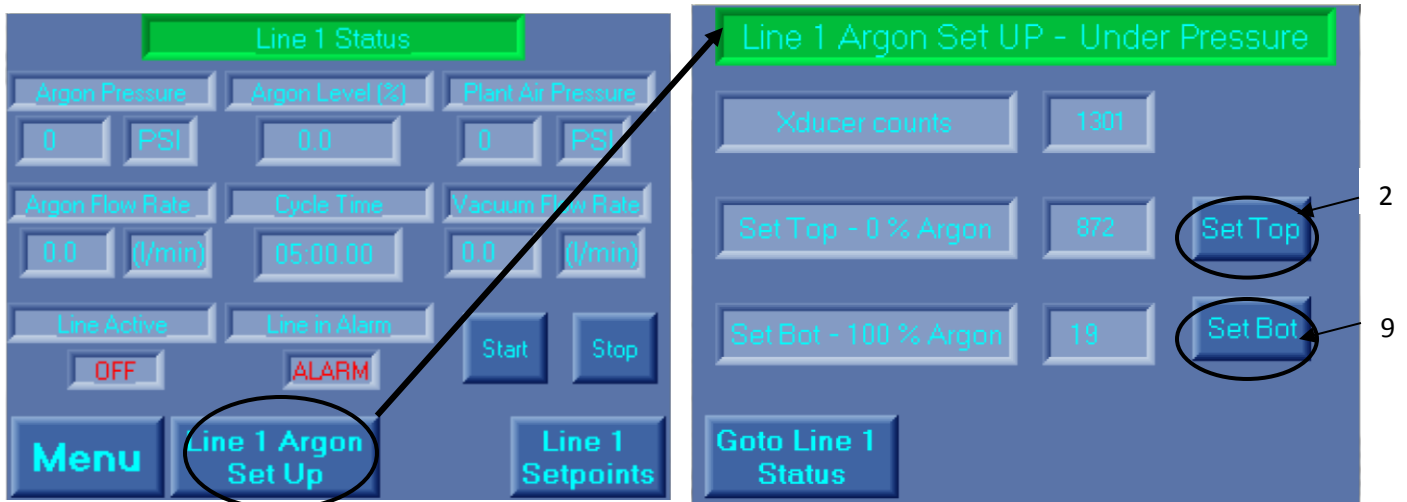 Line 1 Status
Argon Pressure Argon Level (%) Plant Air Pressure
0 PSI 0.0 0 PSI
Argon Flow Rate Cycle Time Vacuum Flow Rate
0.0 (l/min) 05:00.00 0.0 (l/min)
Line Active Line in Alarm
OFF ALARM
Start Stop
Menu
Line 1 Argon
Set Up
Line 1
Setpoints
Line 1 Argon Set UP - Under Pressure
Xducer counts 1301
Set Top - 0 % Argon 872 Set Top
2
Set Bot - 100 % Argon 19 Set Bot
9
Goto Line 1
Status